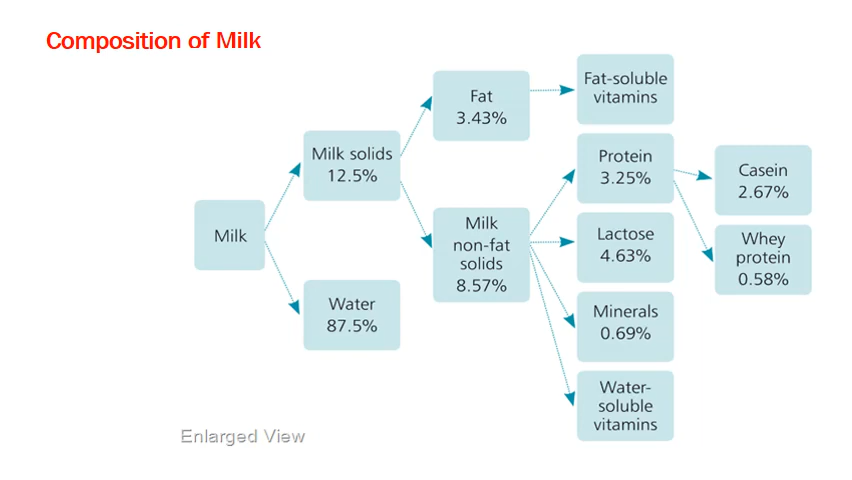 Composition of Milk
Fat-soluble
vitamins
Fat
3.43%
Milk solids
12.5%
Protein
3.25%
Casein
2.67%
Milk
Milk
non-fat
solids
8.57%
Lactose
4.63%
Whey
protein
0.58%
Water
87.5%
Minerals
0.69%
Water-
soluble
vitamins
Enlarged View